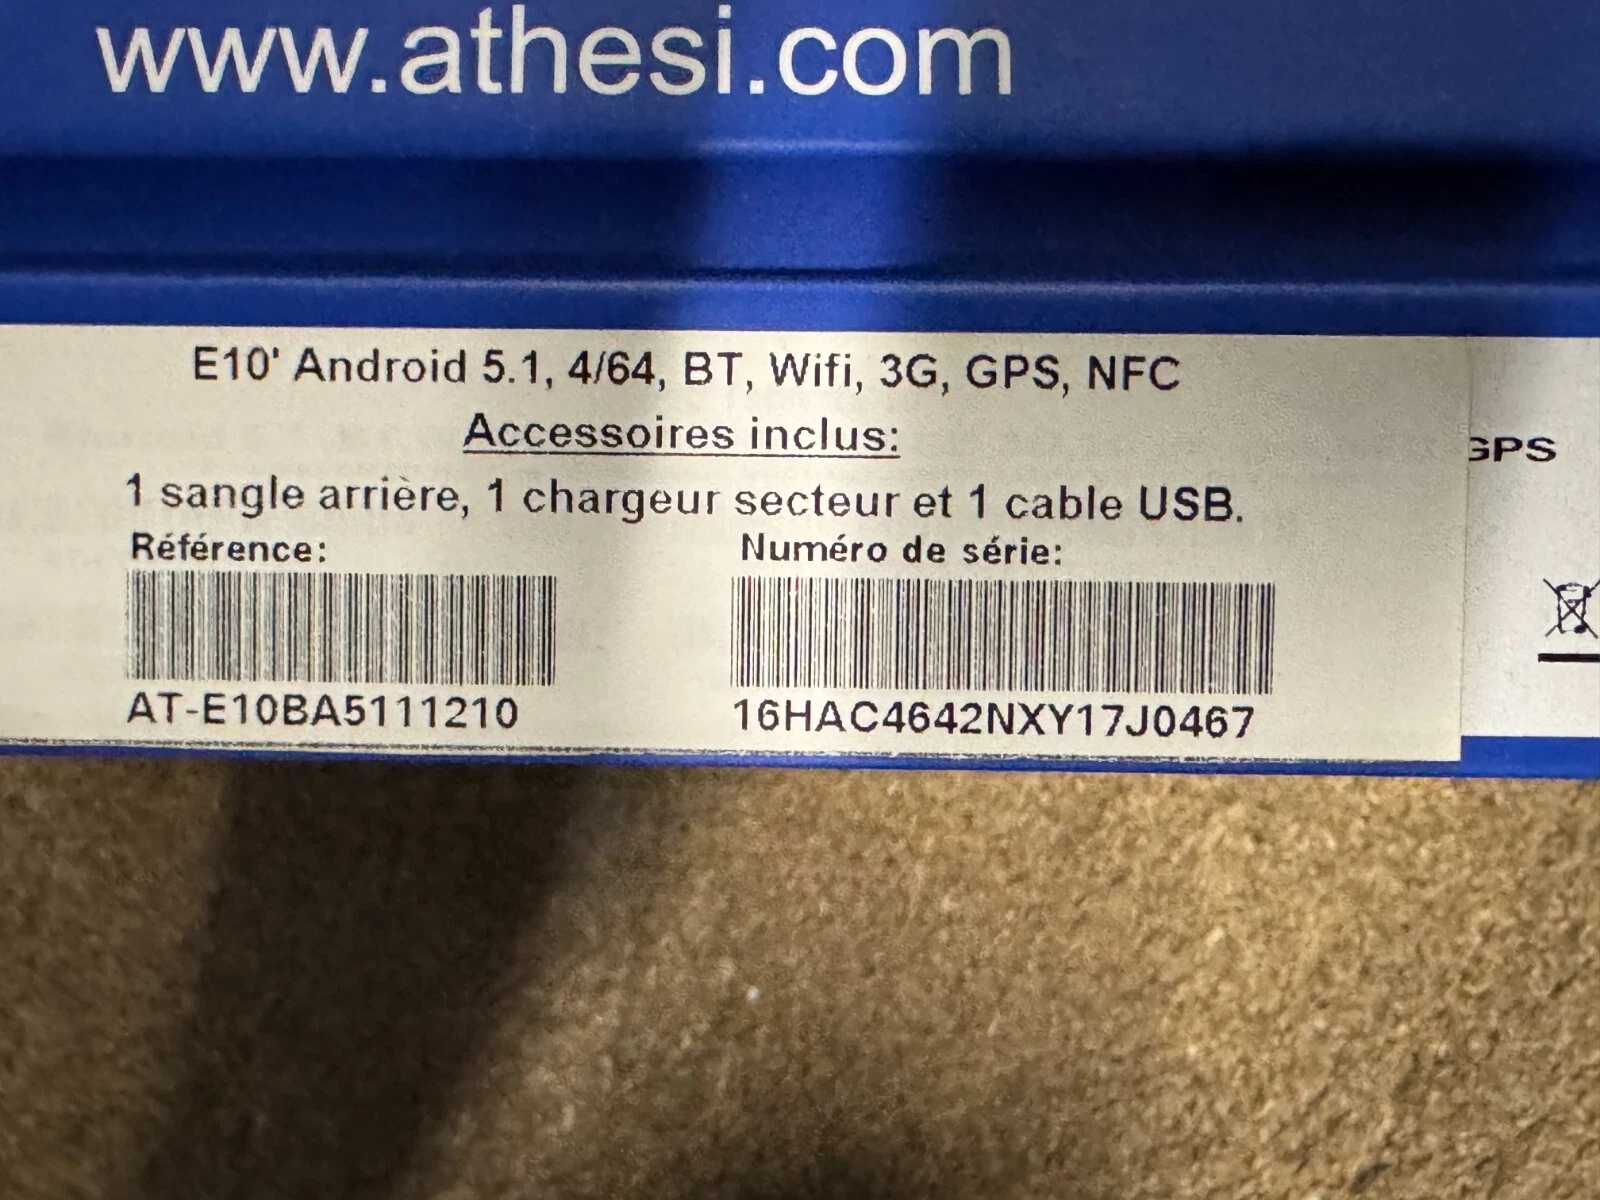 www.athesi.com
E10' Android 5.1, 4/64, BT, Wifi, 3G, GPS, NFC
Accessoires inclus:
1 sangle arrière, 1 chargeur secteur et 1 cable USB.
Référence:
AT-E10BA5111210
Numéro de série:
16HAC4642NXY17J0467
GPS